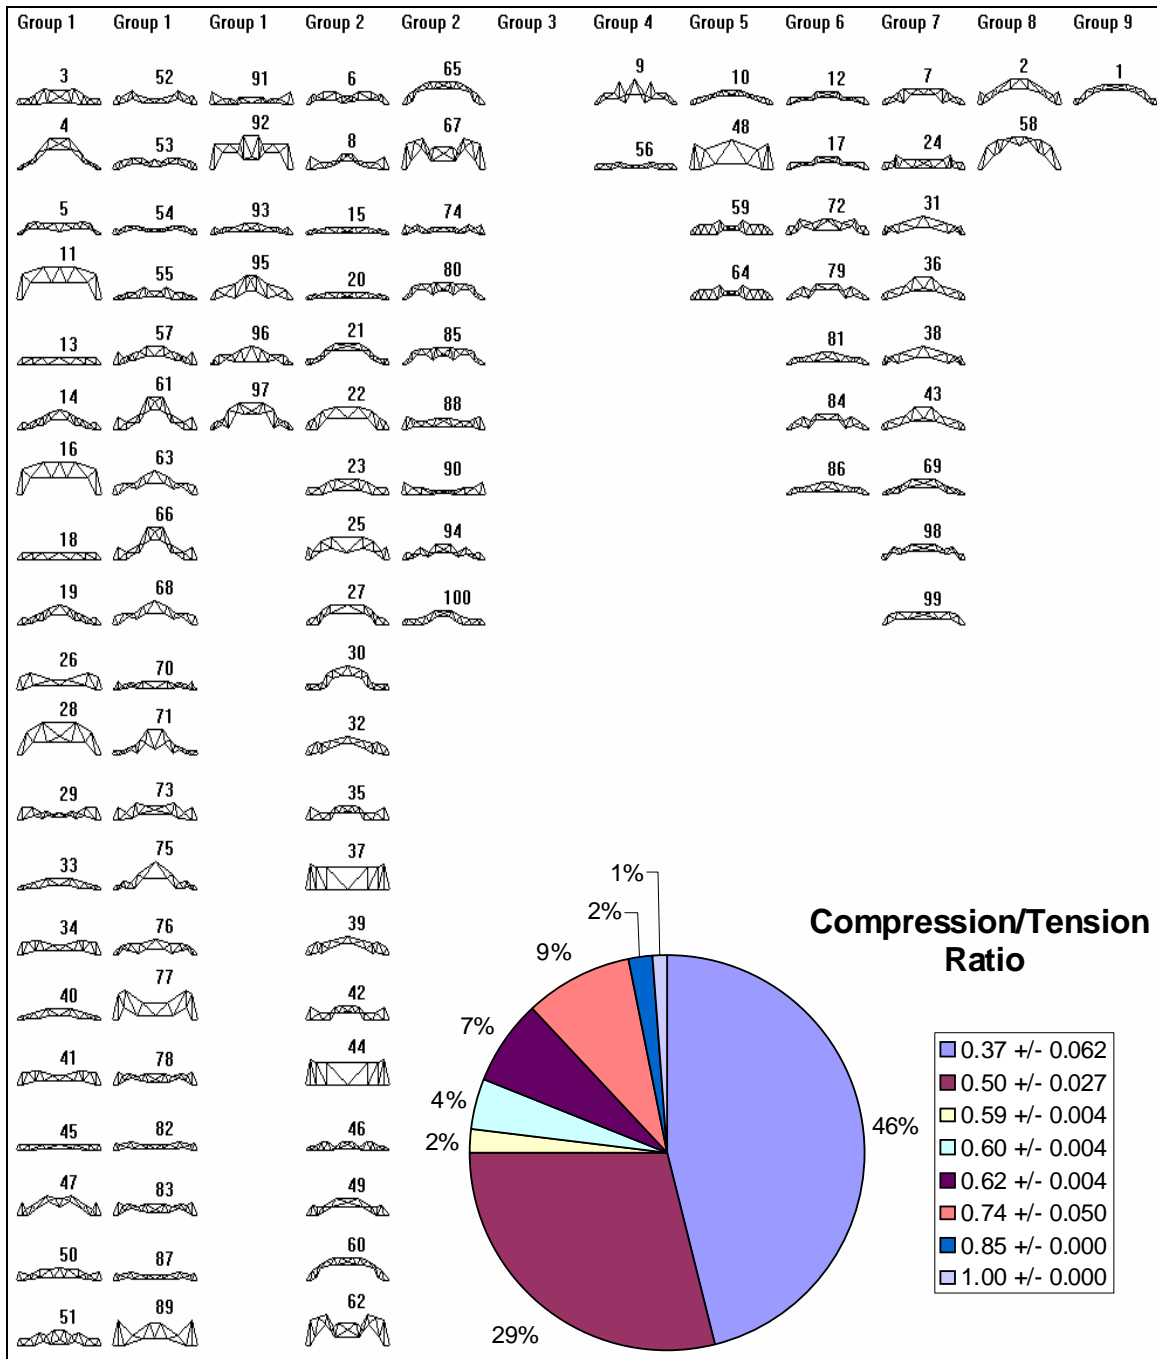 Group 1 Group 1 Group 1 Group 2 Group 2 Group 3 Group 4 Group 5 Group 6 Group 7 Group 8 Group 9
3 52 91 6 65 9 10 12 7 2 1
4 53 92 8 67 56 48 17 24 58
5 54 93 15 74 59 72 31
11 55 95 20 80 64 79 36
13 57 96 21 85 81 38
14 61 97 22 88 84 43
16 63 23 90 86 69
18 66 25 94 98
19 68 27 100 99
26 70 30
28 71 32
29 73 35
33 75 37
34 76 39
40 77 42
41 78 44
45 82 46
47 83 49
50 87 60
51 89 62
Compression/Tension
Ratio
1%
2%
9%
7%
4%
2%
29%
46%
0.37 +/- 0.062
0.50 +/- 0.027
0.59 +/- 0.004
0.60 +/- 0.004
0.62 +/- 0.004
0.74 +/- 0.050
0.85 +/- 0.000
1.00 +/- 0.000